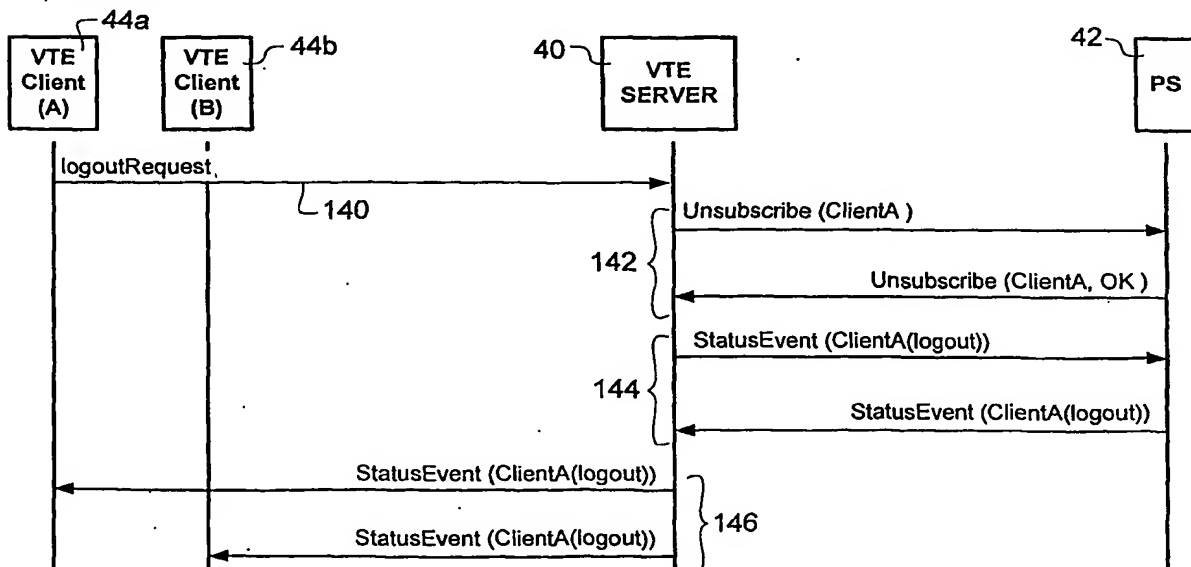 44a
VTE
Client
(A)
44b
VTE
Client
(B)
40
VTE
SERVER
42
PS
logoutRequest
140
Unsubscribe (ClientA )
142
Unsubscribe (ClientA, OK )
StatusEvent (ClientA(logout))
144
StatusEvent (ClientA(logout))
StatusEvent (ClientA(logout))
146
StatusEvent (ClientA(logout))